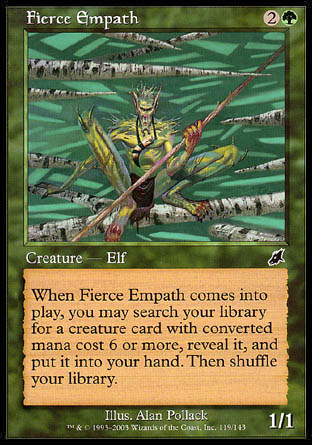 Fierce Empath 2
Creature — Elf
When Fierce Empath comes into
play, you may search your library
for a creature card with converted
mana cost 6 or more, reveal it, and
put it into your hand. Then shuffle
your library.
Illus. Alan Pollack
™ & © 1993-2003 Wizards of the Coast, Inc. 119/143
1/1